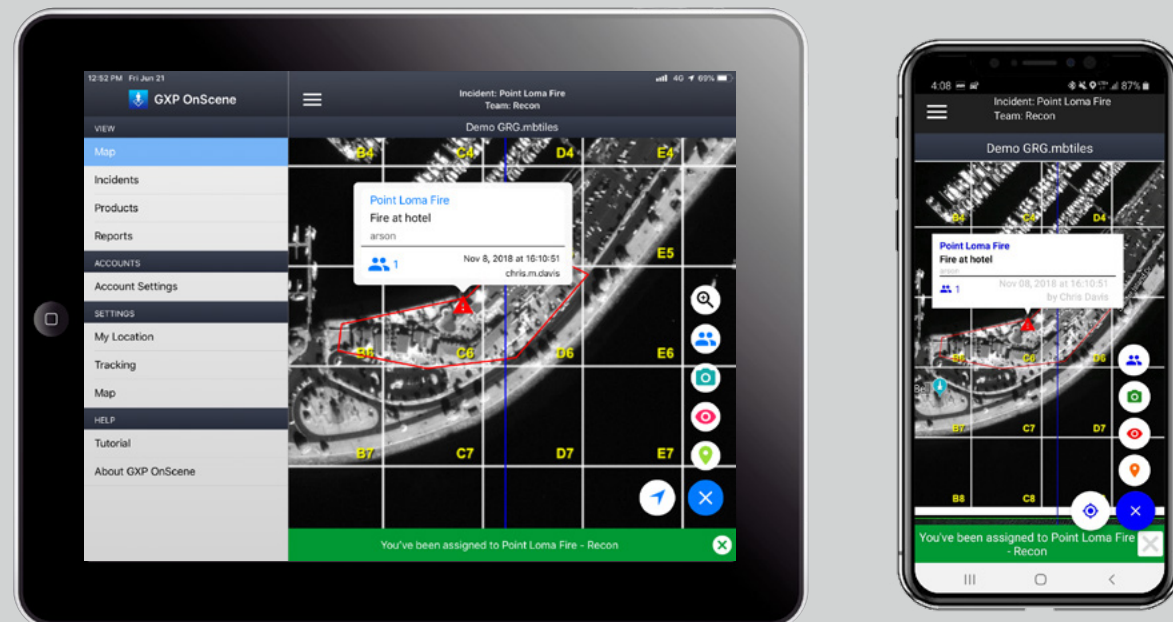 12:52 PM Fri Jun 21
4G 69%
GXP OnScene
Incident: Point Loma Fire
Team: Recon
VIEW
Demo GRG.mbtiles
Map
Incidents
Products
Reports
ACCOUNTS
Account Settings
SETTINGS
My Location
Tracking
Map
HELP
Tutorial
About GXP OnScene
B4 C4 D4 E4
Point Loma Fire
Fire at hotel
arson
1
Nov 8, 2018 at 16:10:51
chris.m.davis
E5
B6 C6 D6 E6
B7 C7 D7 E7
You've been assigned to Point Loma Fire - Recon
4:08
87%
Incident: Point Loma Fire
Team: Recon
Demo GRG.mbtiles
B4 C4 D4
Point Loma Fire
Fire at hotel
arson
1
Nov 08, 2018 at 16:10:51
by Chris Davis
B6 C6 D6
B7 C7 D7
B8 C8
You've been assigned to Point Loma Fire
- Recon